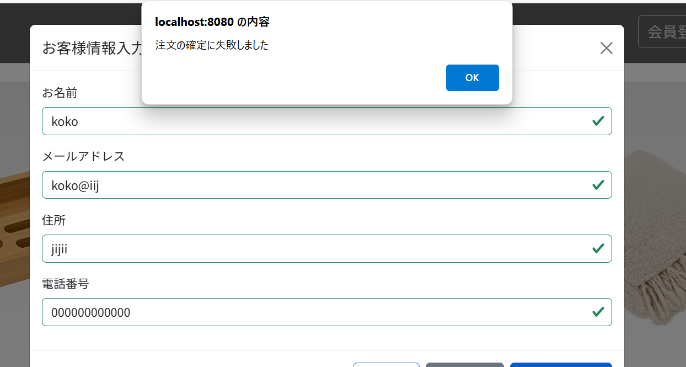 localhost:8080 の内容
注文の確定に失敗しました
OK
お客様情報入力
会員登
お名前
koko
メールアドレス
koko@iij
住所
jijii
電話番号
000000000000